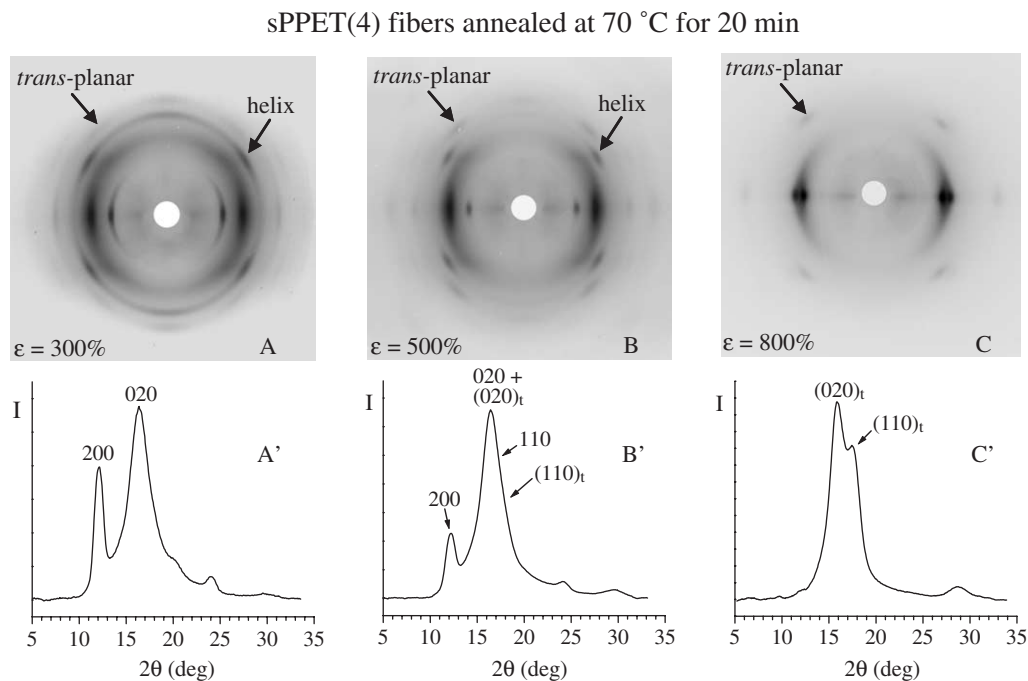 sPPET(4) fibers annealed at 70 ˚C for 20 min
trans-planar
helix
ε = 300%
A
trans-planar
helix
ε = 500%
B
trans-planar
ε = 800%
C
I
200
020
A’
5 10 15 20 25 30 35
2θ (deg)
I
020 +
(020)t
110
(110)t
200
B’
5 10 15 20 25 30 35
2θ (deg)
I
(020)t
(110)t
C’
5 10 15 20 25 30 35
2θ (deg)